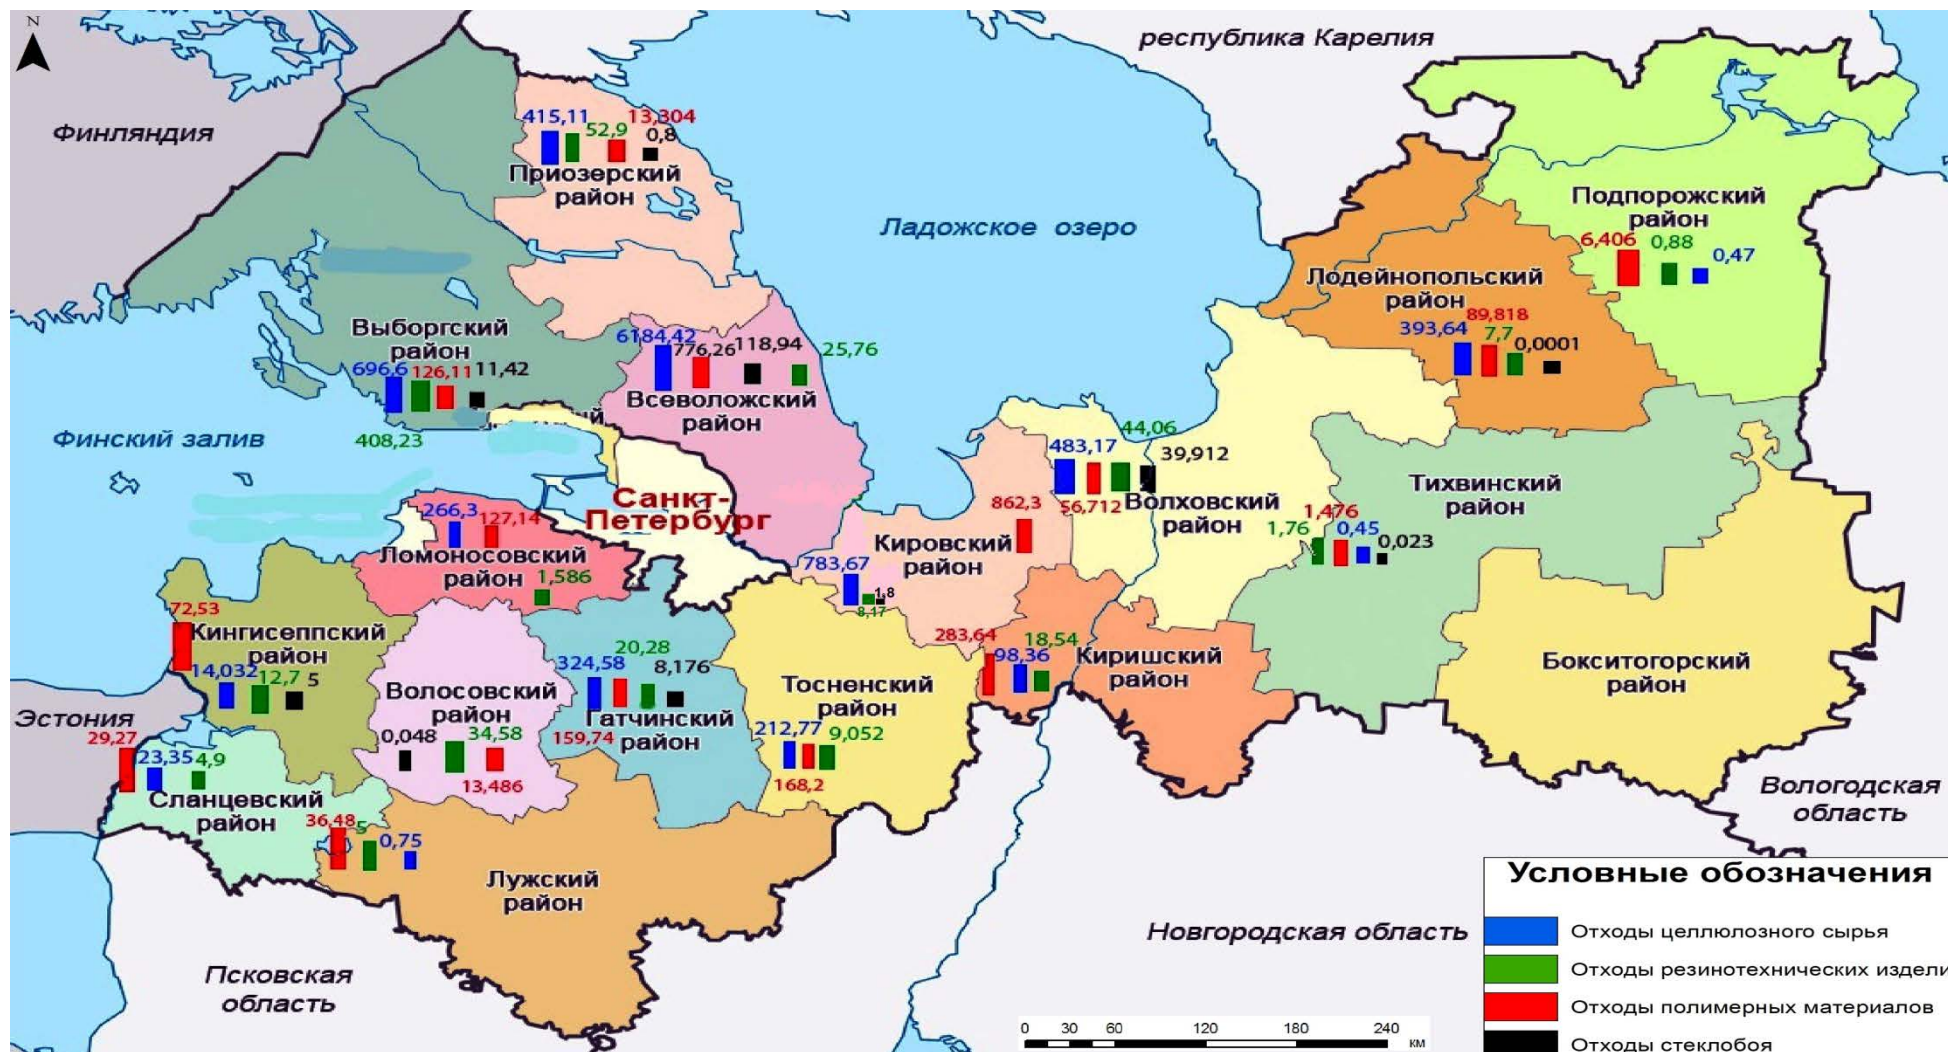 N
республика Карелия
Финляндия
415,11
13,304
52,9
0,8
Приозерский
район
Ладожское озеро
Подпорожский
район
6,406
0,88
0,47
Лодейнопольский
район
89,818
393,64
7,7
0,0001
Выборгский
район
696,6
126,11
11,42
408,23
6184,42
776,26
118,94
25,76
Всеволожский
район
Финский залив
Санкт-
Петербург
483,17
44,06
39,912
56,712
Волховский
район
862,3
Кировский
район
783,67
1,8
8,17
Тихвинский
район
1,476
1,76
0,45
0,023
266,3
127,14
Ломоносовский
район
1,586
72,53
Кингисеппский
район
14,032
12,7
5
283,64
18,54
98,36
Киришский
район
Бокситогорский
район
Волосовский
район
0,048
34,58
13,486
20,28
324,58
8,176
Гатчинский
район
159,74
Тосненский
район
212,77
9,052
168,2
Эстония
29,27
23,35
4,9
Сланцевский
район
36,48
5
0,75
Лужский
район
Вологодская
область
Псковская
область
Новгородская область
Условные обозначения
Отходы целлюлозного сырья
Отходы резинотехнических издели
Отходы полимерных материалов
Отходы стеклобоя
0 30 60 120 180 240
км